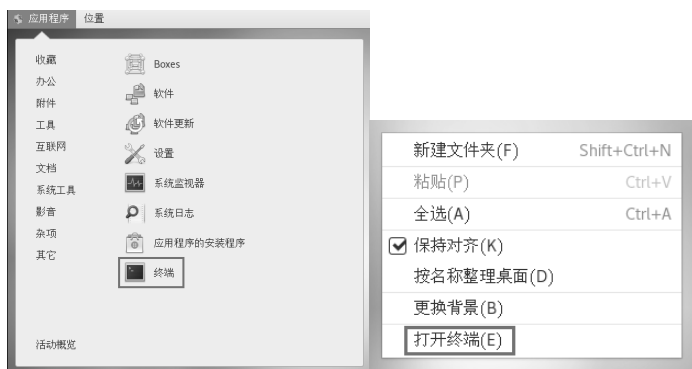 应用程序 位置
收藏
办公
附件
工具
互联网
文档
系统工具
影音
杂项
其它
活动概览
Boxes
软件
软件更新
设置
系统监视器
系统日志
应用程序的安装程序
终端
新建文件夹(F) Shift+Ctrl+N
粘贴(P) Ctrl+V
全选(A) Ctrl+A
保持对齐(K)
按名称整理桌面(D)
更换背景(B)
打开终端(E)